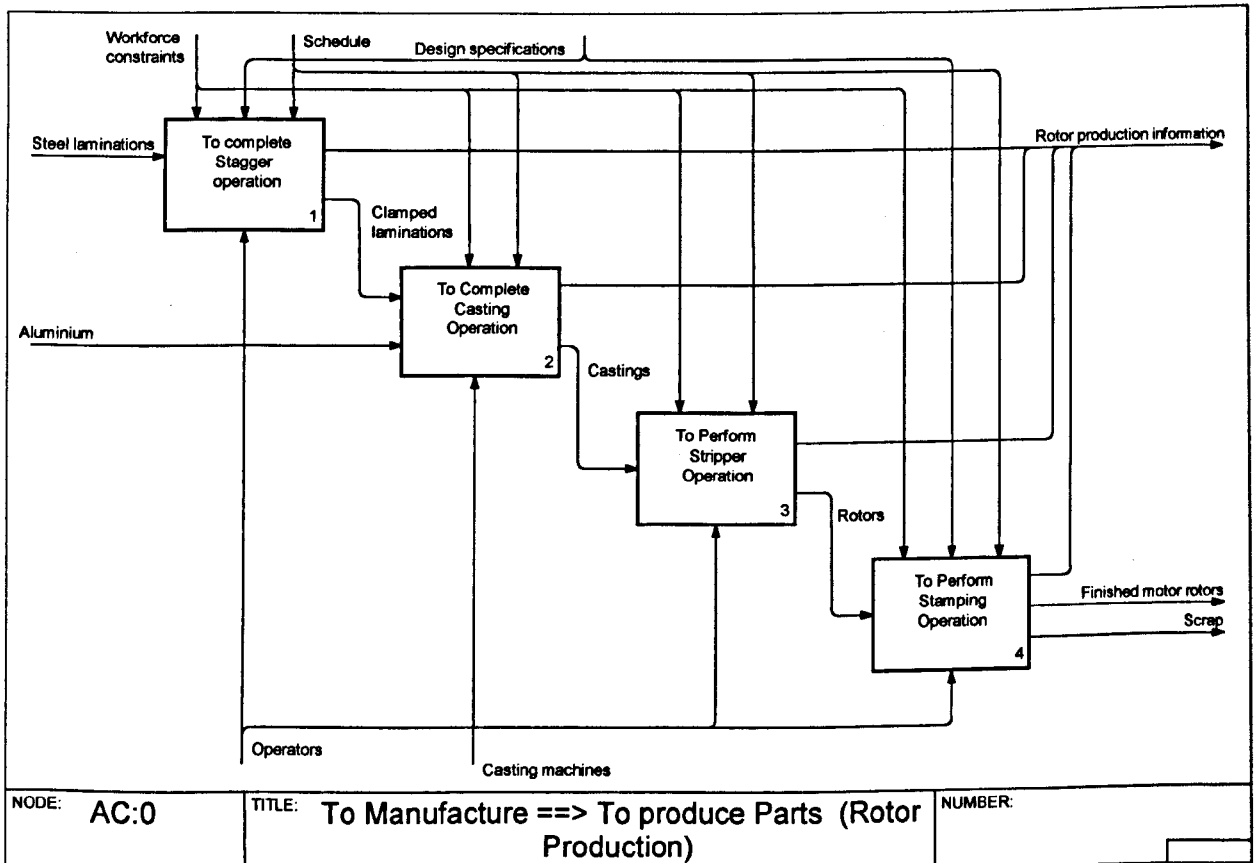 Workforce
constraints
Schedule
Design specifications
Steel laminations
To complete
Stagger
operation
1
Rotor production information
Clamped
laminations
To Complete
Casting
Operation
2
Aluminium
Castings
To Perform
Stripper
Operation
3
Rotors
To Perform
Stamping
Operation
4
Finished motor rotors
Scrap
Operators
Casting machines
NODE: AC:0
TITLE: To Manufacture ==> To produce Parts (Rotor
Production)
NUMBER: